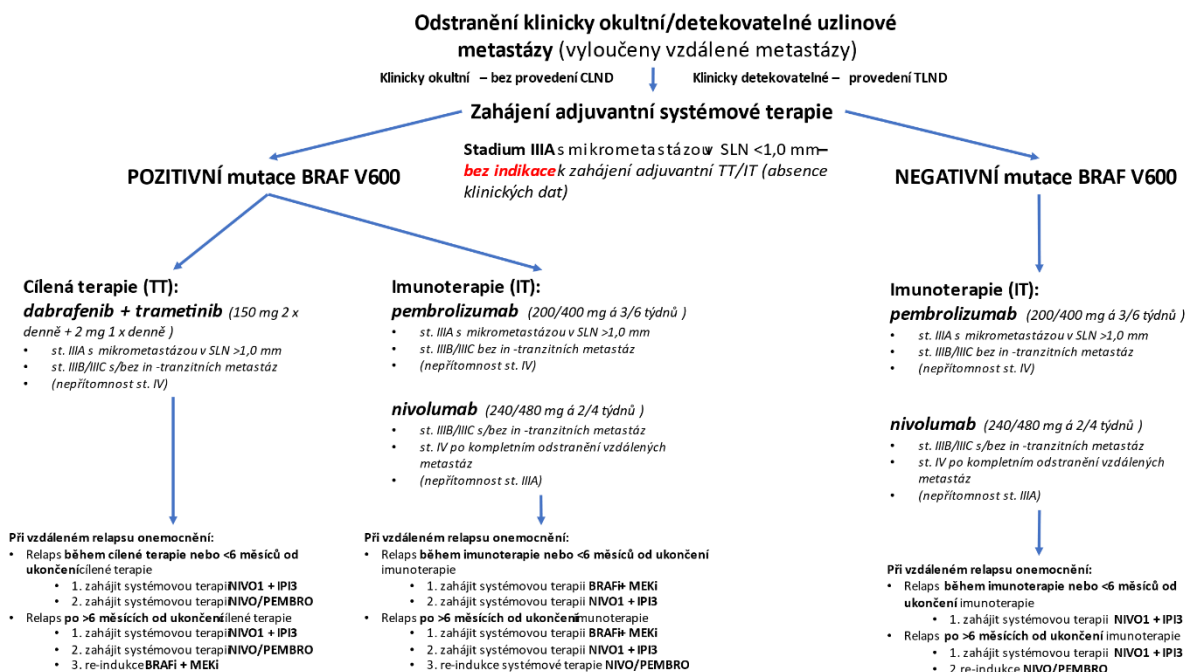 Odstranění klinicky okultní/detekovatelné uzlinové
metastázy (vyloučeny vzdálené metastázy)
Klinicky okultní – bez provedení CLND
Klinicky detekovatelné – provedení TLND
Zahájení adjuvantní systémové terapie
Stadium IIIA s mikrometastázou v SLN <1,0 mm–
bez indikace k zahájení adjuvantní TT/IT (absence
klinických dat)
POZITIVNÍ mutace BRAF V600
NEGATIVNÍ mutace BRAF V600
Cílená terapie (TT):
dabrafenib + trametinib (150 mg 2 x
denně + 2 mg 1 x denně )
• st. IIIA s mikrometastázou v SLN >1,0 mm
• st. IIIB/IIIC s/bez in -tranzitních metastáz
• (nepřítomnost st. IV)
Imunoterapie (IT):
pembrolizumab (200/400 mg á 3/6 týdnů )
• st. IIIA s mikrometastázou v SLN >1,0 mm
• st. IIIB/IIIC bez in -tranzitních metastáz
• (nepřítomnost st. IV)
nivolumab (240/480 mg á 2/4 týdnů )
• st. IIIB/IIIC s/bez in -tranzitních metastáz
• st. IV po kompletním odstranění vzdálených
metastáz
• (nepřítomnost st. IIIA)
Imunoterapie (IT):
pembrolizumab (200/400 mg á 3/6 týdnů )
• st. IIIA s mikrometastázou v SLN >1,0 mm
• st. IIIB/IIIC bez in -tranzitních metastáz
• (nepřítomnost st. IV)
nivolumab (240/480 mg á 2/4 týdnů )
• st. IIIB/IIIC s/bez in -tranzitních metastáz
• st. IV po kompletním odstranění vzdálených
metastáz
• (nepřítomnost st. IIIA)
Při vzdáleném relapsu onemocnění:
• Relaps během cílené terapie nebo <6 měsíců od
ukončení cílené terapie
• 1. zahájit systémovou terapii NIVO1 + IPI3
• 2. zahájit systémovou terapii NIVO/PEMBRO
• Relaps po >6 měsících od ukončení cílené terapie
• 1. zahájit systémovou terapii NIVO1 + IPI3
• 2. zahájit systémovou terapii NIVO/PEMBRO
• 3. re-indukce BRAFi + MEKi
Při vzdáleném relapsu onemocnění:
• Relaps během imunoterapie nebo <6 měsíců od ukončení
imunoterapie
• 1. zahájit systémovou terapii BRAFi+ MEKi
• 2. zahájit systémovou terapii NIVO1 + IPI3
• Relaps po >6 měsících od ukončení imunoterapie
• 1. zahájit systémovou terapii BRAFi+ MEKi
• 2. zahájit systémovou terapii NIVO1 + IPI3
• 3. re-indukce systémové terapie NIVO/PEMBRO
Při vzdáleném relapsu onemocnění:
• Relaps během imunoterapie nebo <6 měsíců od
ukončení imunoterapie
• 1. zahájit systémovou terapii NIVO1 + IPI3
• Relaps po >6 měsících od ukončení imunoterapie
• 1. zahájit systémovou terapii NIVO1 + IPI3
• 2 re-indukce NIVO/PEMBRO